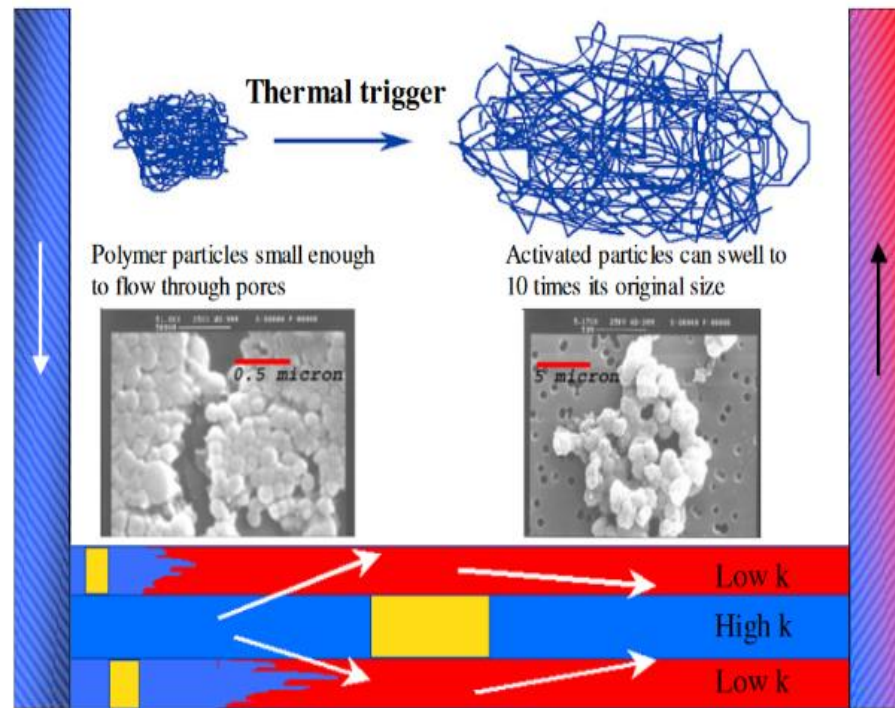 Thermal trigger
Polymer particles small enough
to flow through pores
Activated particles can swell to
10 times its original size
0.5 micron
5 micron
Low k
High k
Low k